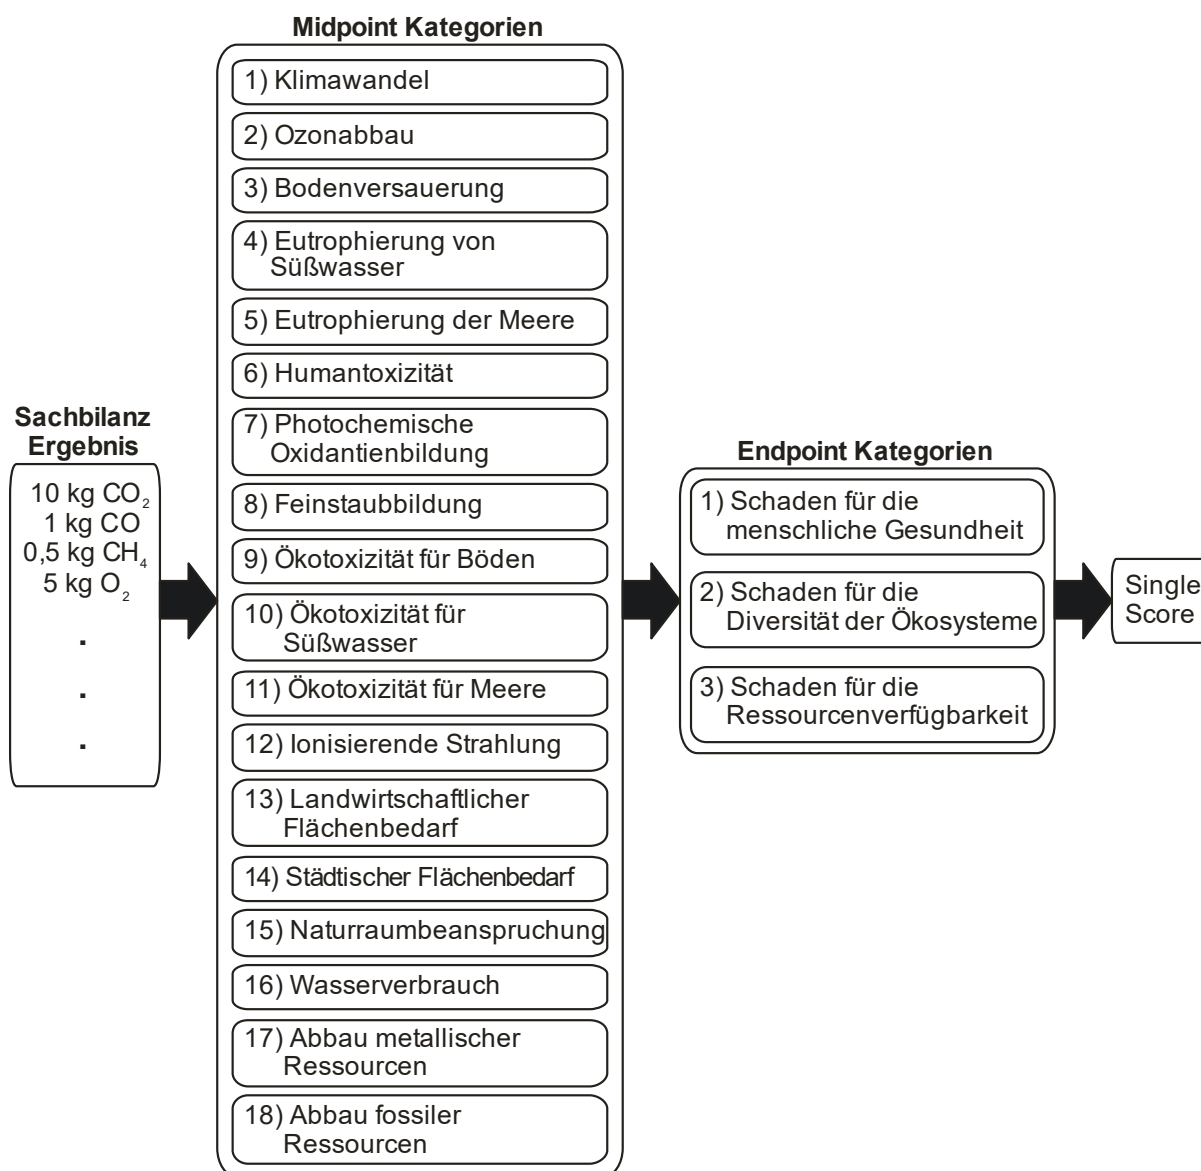 Midpoint Kategorien
1) Klimawandel
2) Ozonabbau
3) Bodenversauerung
4) Eutrophierung von
Süßwasser
5) Eutrophierung der Meere
6) Humantoxizität
7) Photochemische
Oxidantienbildung
8) Feinstaubbildung
9) Ökotoxizität für Böden
10) Ökotoxizität für
Süßwasser
11) Ökotoxizität für Meere
12) Ionisierende Strahlung
13) Landwirtschaftlicher
Flächenbedarf
14) Städtischer Flächenbedarf
15) Naturraumbeanspruchung
16) Wasserverbrauch
17) Abbau metallischer
Ressourcen
18) Abbau fossiler
Ressourcen
Sachbilanz
Ergebnis
10 kg CO₂
1 kg CO
0,5 kg CH₄
5 kg O₂
.
.
.
Endpoint Kategorien
1) Schaden für die
menschliche Gesundheit
2) Schaden für die
Diversität der Ökosysteme
3) Schaden für die
Ressourcenverfügbarkeit
Single
Score